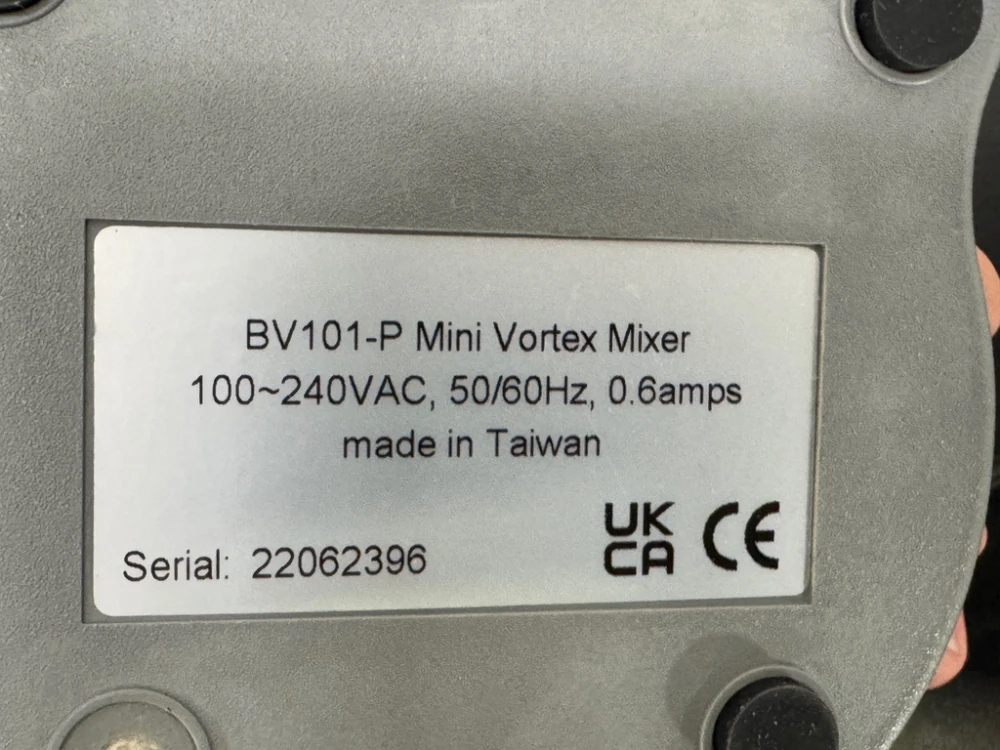 BV101-P Mini Vortex Mixer
100~240VAC, 50/60Hz, 0.6amps
made in Taiwan
Serial: 22062396
UK
CA
CE